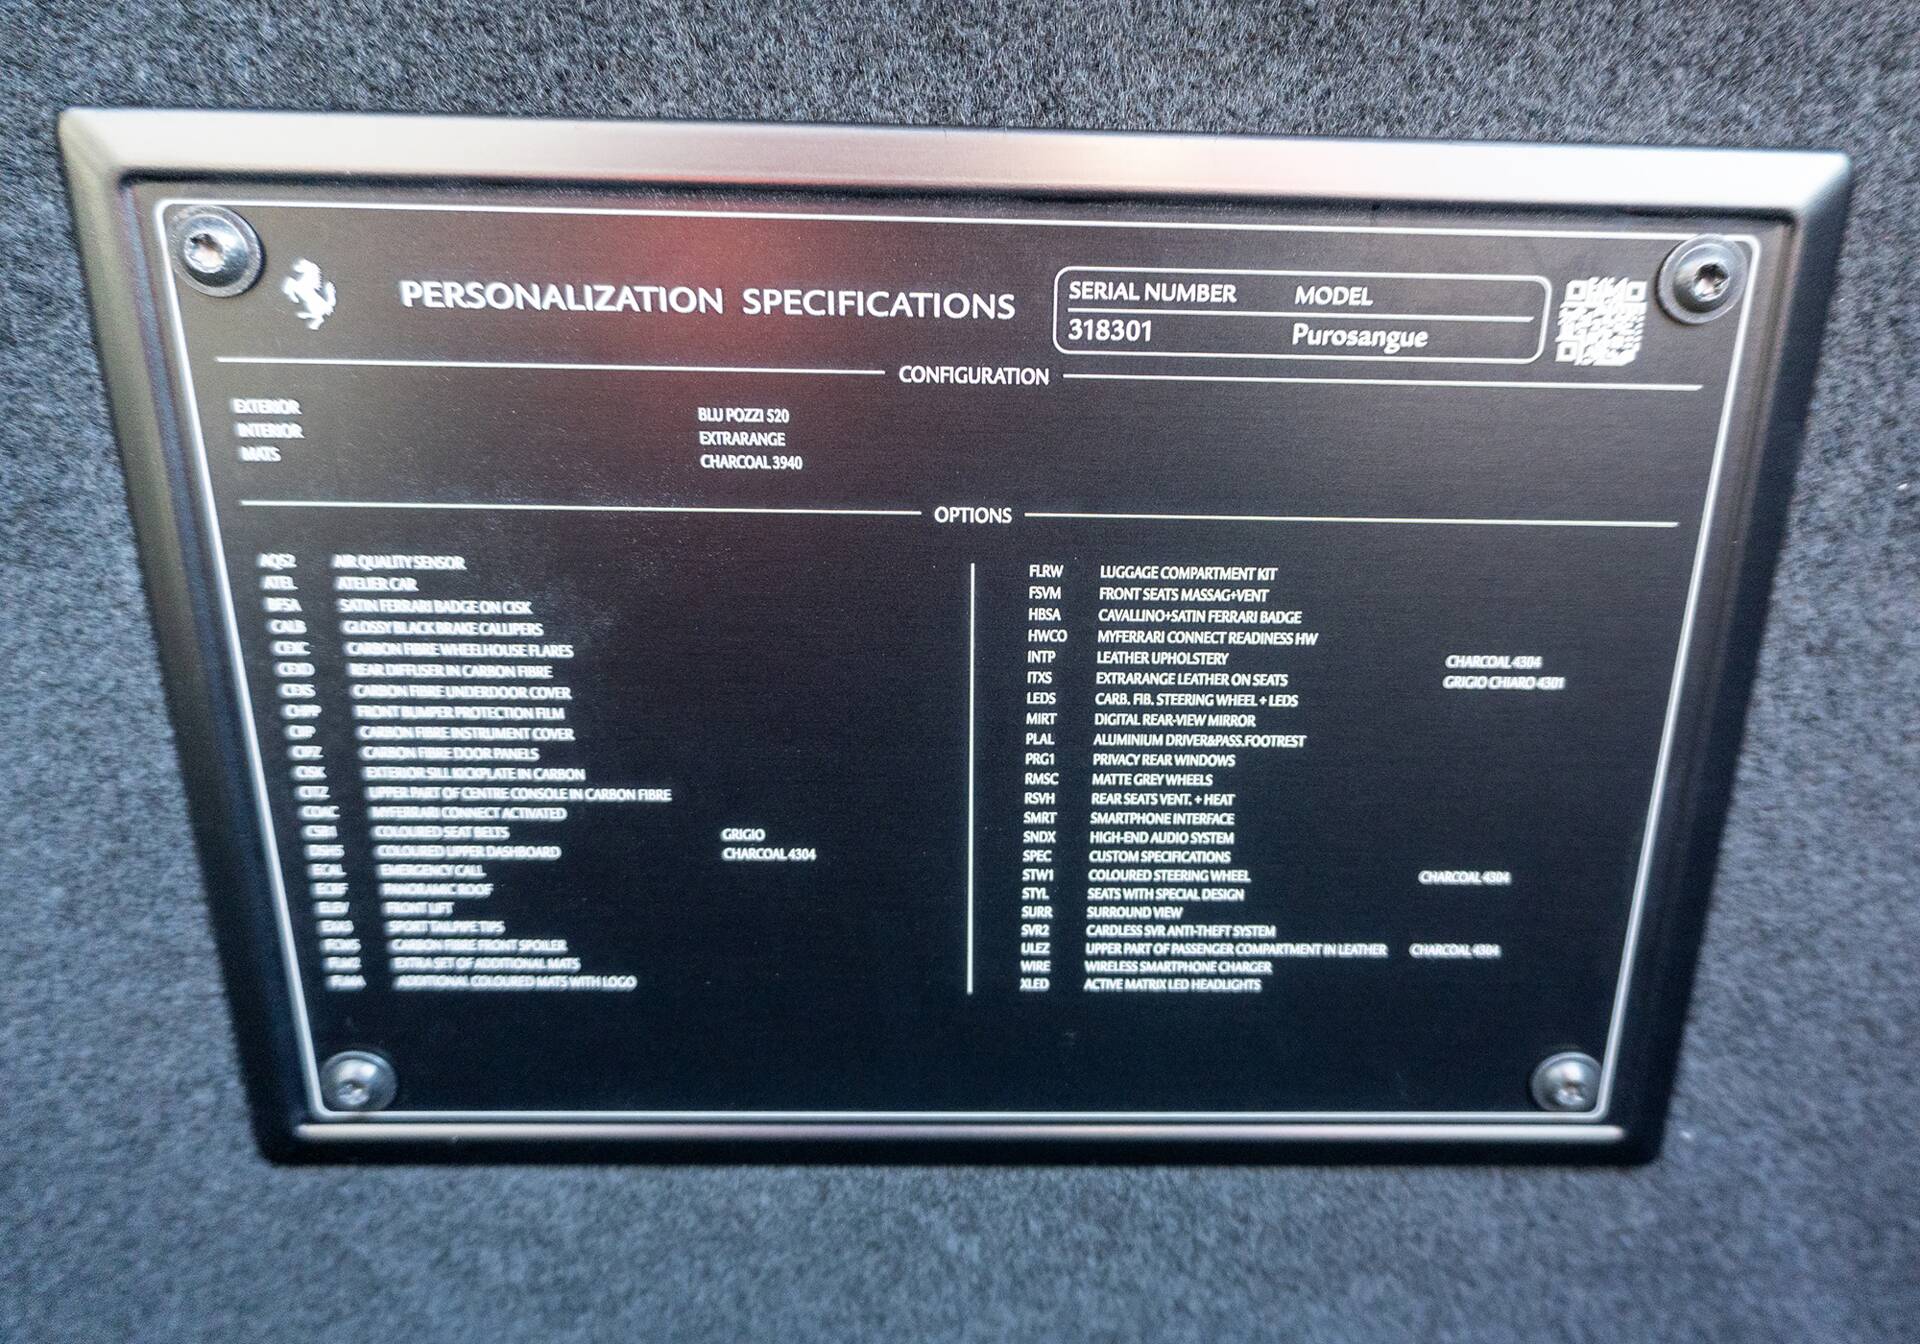 PERSONALIZATION SPECIFICATIONS
SERIAL NUMBER MODEL
318301 Purosangue
CONFIGURATION
EXTERIOR BLU POZZI 520
INTERIOR EXTRARANGE
MATS CHARCOAL 3940
OPTIONS
AQS2 AIR QUALITY SENSOR
ATEL ATELIER CAR
BFSA SATIN FERRARI BADGE ON CISK
CALB GLOSSY BLACK BRAKE CALLIPERS
CEXC CARBON FIBRE WHEELHOUSE FLARES
CEXD REAR DIFFUSER IN CARBON FIBRE
CEXS CARBON FIBRE UNDERDOOR COVER
CHPP FRONT BUMPER PROTECTION FILM
CIIP CARBON FIBRE INSTRUMENT COVER
CIPZ CARBON FIBRE DOOR PANELS
CISK EXTERIOR SILL KICKPLATE IN CARBON
CITZ UPPER PART OF CENTRE CONSOLE IN CARBON FIBRE
COAC MYFERRARI CONNECT ACTIVATED
CSB1 COLOURED SEAT BELTS GRIGIO
DSH5 COLOURED UPPER DASHBOARD CHARCOAL 4304
ECAL EMERGENCY CALL
ECRF PANORAMIC ROOF
ELEV FRONT LIFT
SPORT TAILPIPE TIPS
CARBON FIBRE FRONT SPOILER
EXTRA SET OF ADDITIONAL MATS
ADDITIONAL COLOURED MATS WITH LOGO
FLRW LUGGAGE COMPARTMENT KIT
FSVM FRONT SEATS MASSAG+VENT
HBSA CAVALLINO+SATIN FERRARI BADGE
HWCO MYFERRARI CONNECT READINESS HW
INTP LEATHER UPHOLSTERY CHARCOAL 4304
ITXS EXTRARANGE LEATHER ON SEATS GRIGIO CHIARO 4301
LEDS CARB. FIB. STEERING WHEEL + LEDS
MIRT DIGITAL REAR-VIEW MIRROR
PLAL ALUMINIUM DRIVER&PASS.FOOTREST
PRG1 PRIVACY REAR WINDOWS
RMSC MATTE GREY WHEELS
RSVH REAR SEATS VENT. + HEAT
SMRT SMARTPHONE INTERFACE
SNDX HIGH-END AUDIO SYSTEM
SPEC CUSTOM SPECIFICATIONS
STW1 COLOURED STEERING WHEEL CHARCOAL 4304
STYL SEATS WITH SPECIAL DESIGN
SURR SURROUND VIEW
SVR2 CARDLESS SVR ANTI-THEFT SYSTEM
ULEZ UPPER PART OF PASSENGER COMPARTMENT IN LEATHER CHARCOAL 4304
WIRE WIRELESS SMARTPHONE CHARGER
XLED ACTIVE MATRIX LED HEADLIGHTS